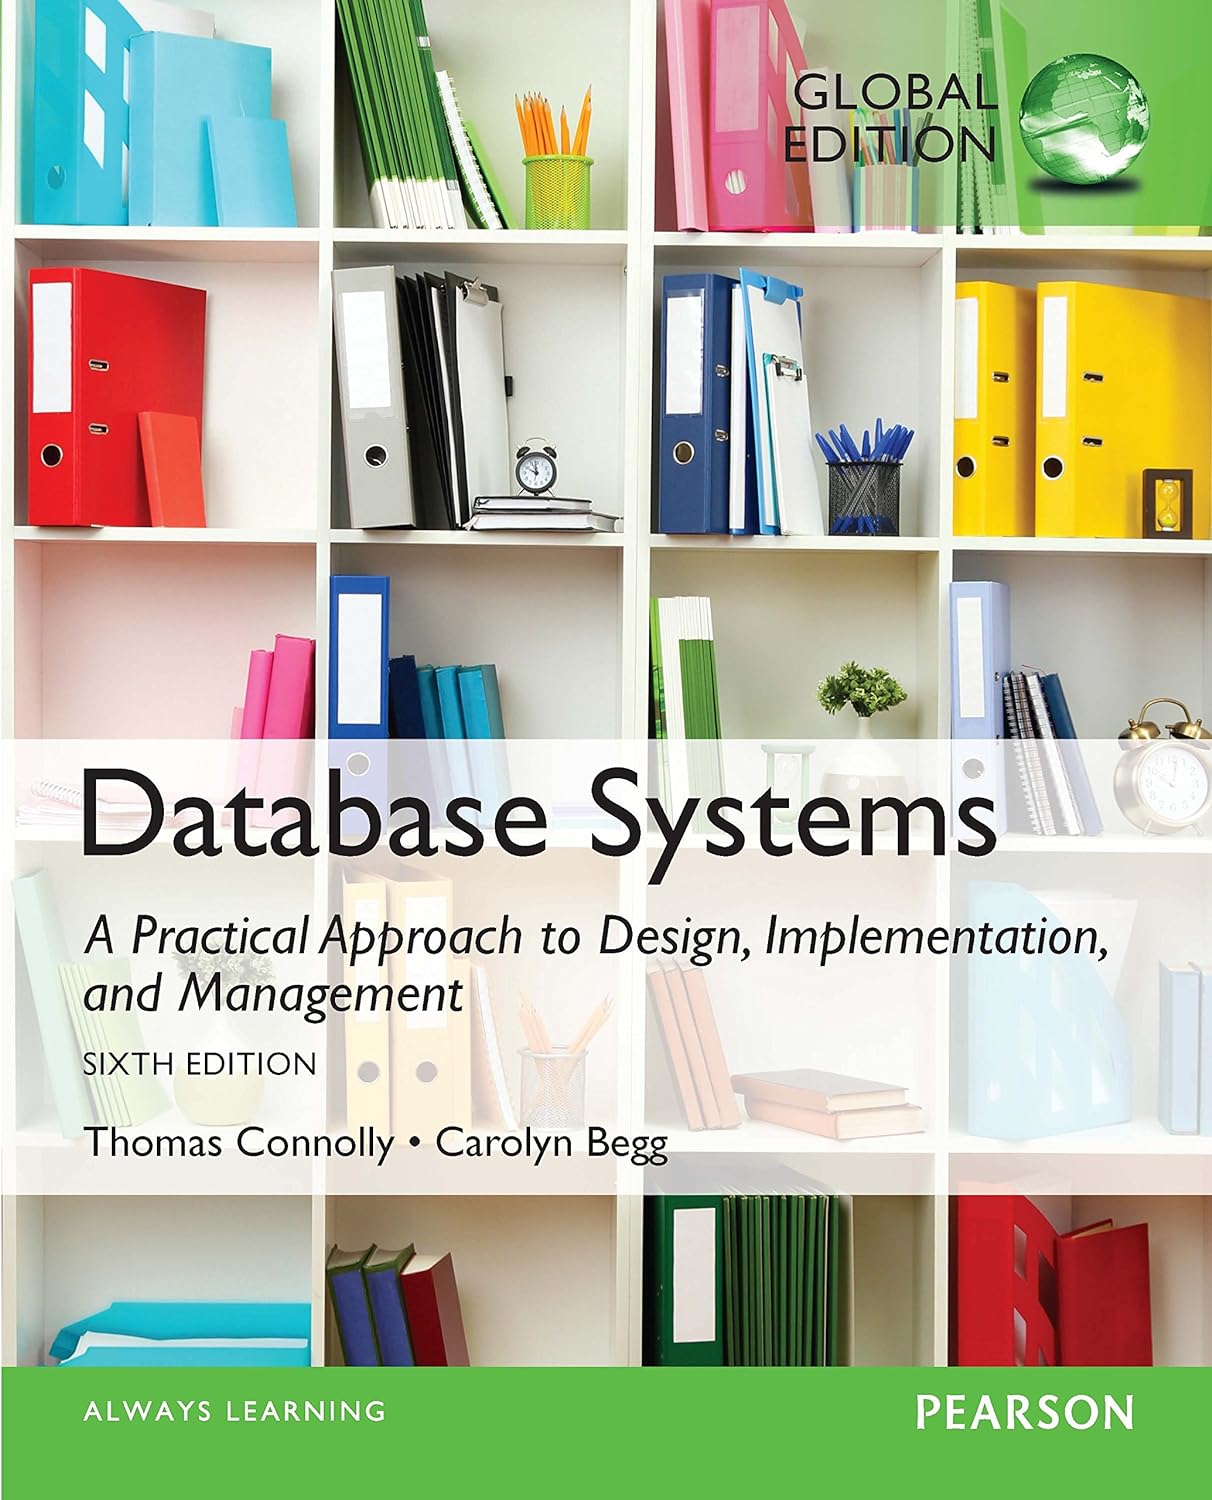 GLOBAL
EDITION
Database Systems
A Practical Approach to Design, Implementation,
and Management
SIXTH EDITION
Thomas Connolly • Carolyn Begg
ALWAYS LEARNING
PEARSON